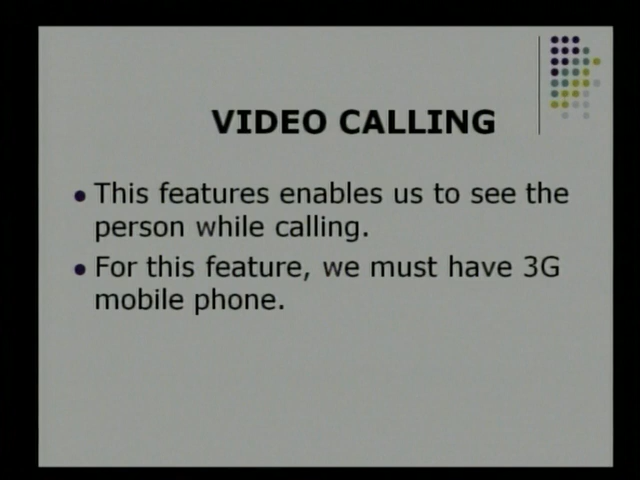 VIDEO CALLING
This features enables us to see the
person while calling.
For this feature, we must have 3G
mobile phone.